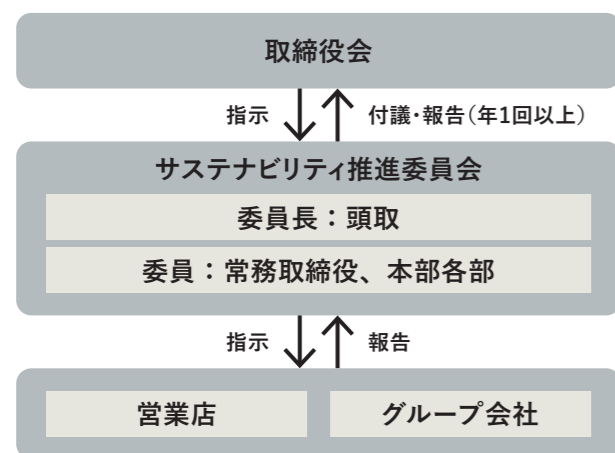 取締役会
指示
付議・報告(年1回以上)
サステナビリティ推進委員会
委員長：頭取
委員：常務取締役、本部各部
指示
報告
営業店
グループ会社